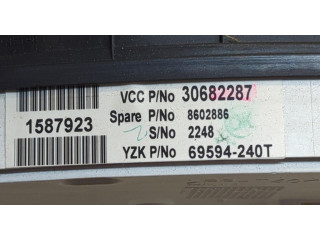 VCC P/No 30682287
1587923
Spare P/No 8602886
S/No 2248
YZK P/No 69594-240T